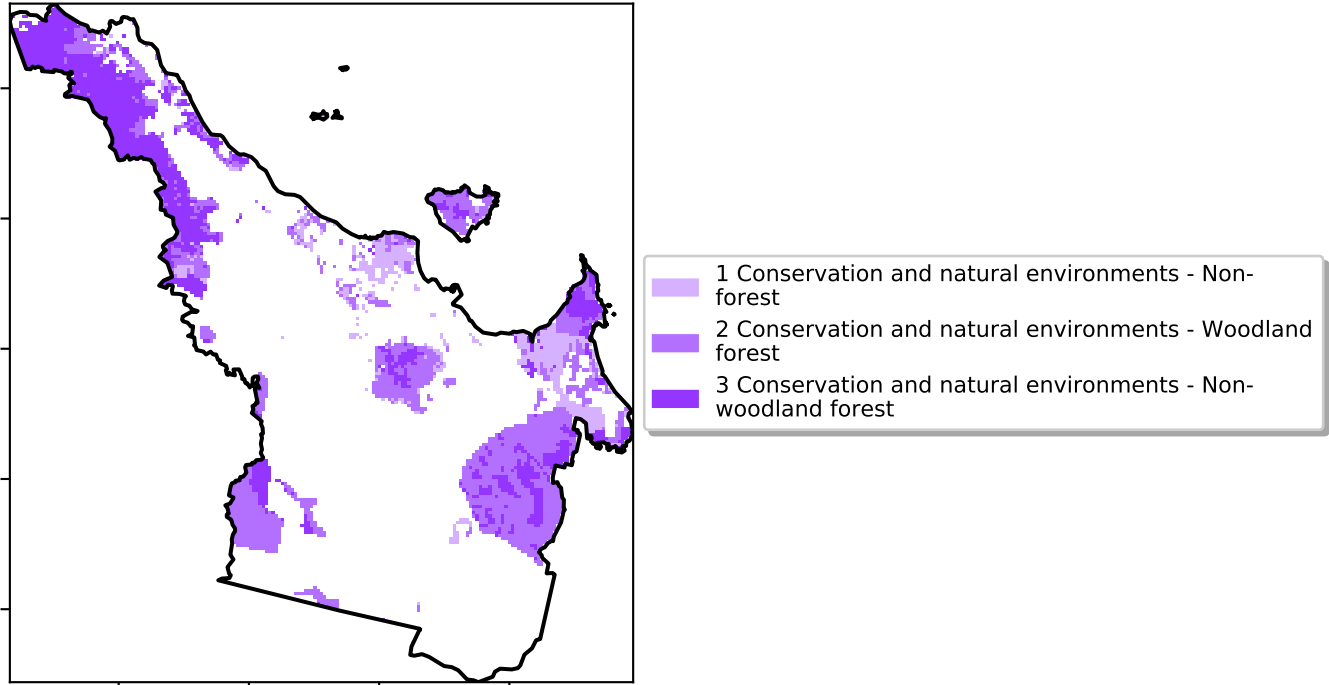 1 Conservation and natural environments - Non-
forest
2 Conservation and natural environments - Woodland
forest
3 Conservation and natural environments - Non-
woodland forest